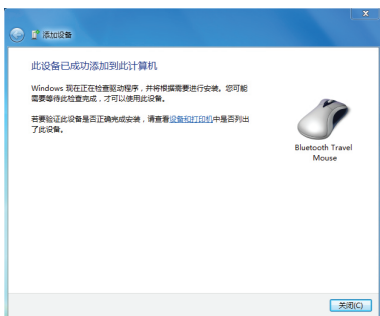 添加设备
此设备已成功添加到此计算机
Windows 现在正在检查驱动程序，并将根据需要进行安装。您可能
需要等待此检查完成，才可以使用此设备。
若要验证此设备是否正确完成安装，请查看设备和打印机中是否列出
了此设备。
Bluetooth Travel
Mouse
关闭(C)